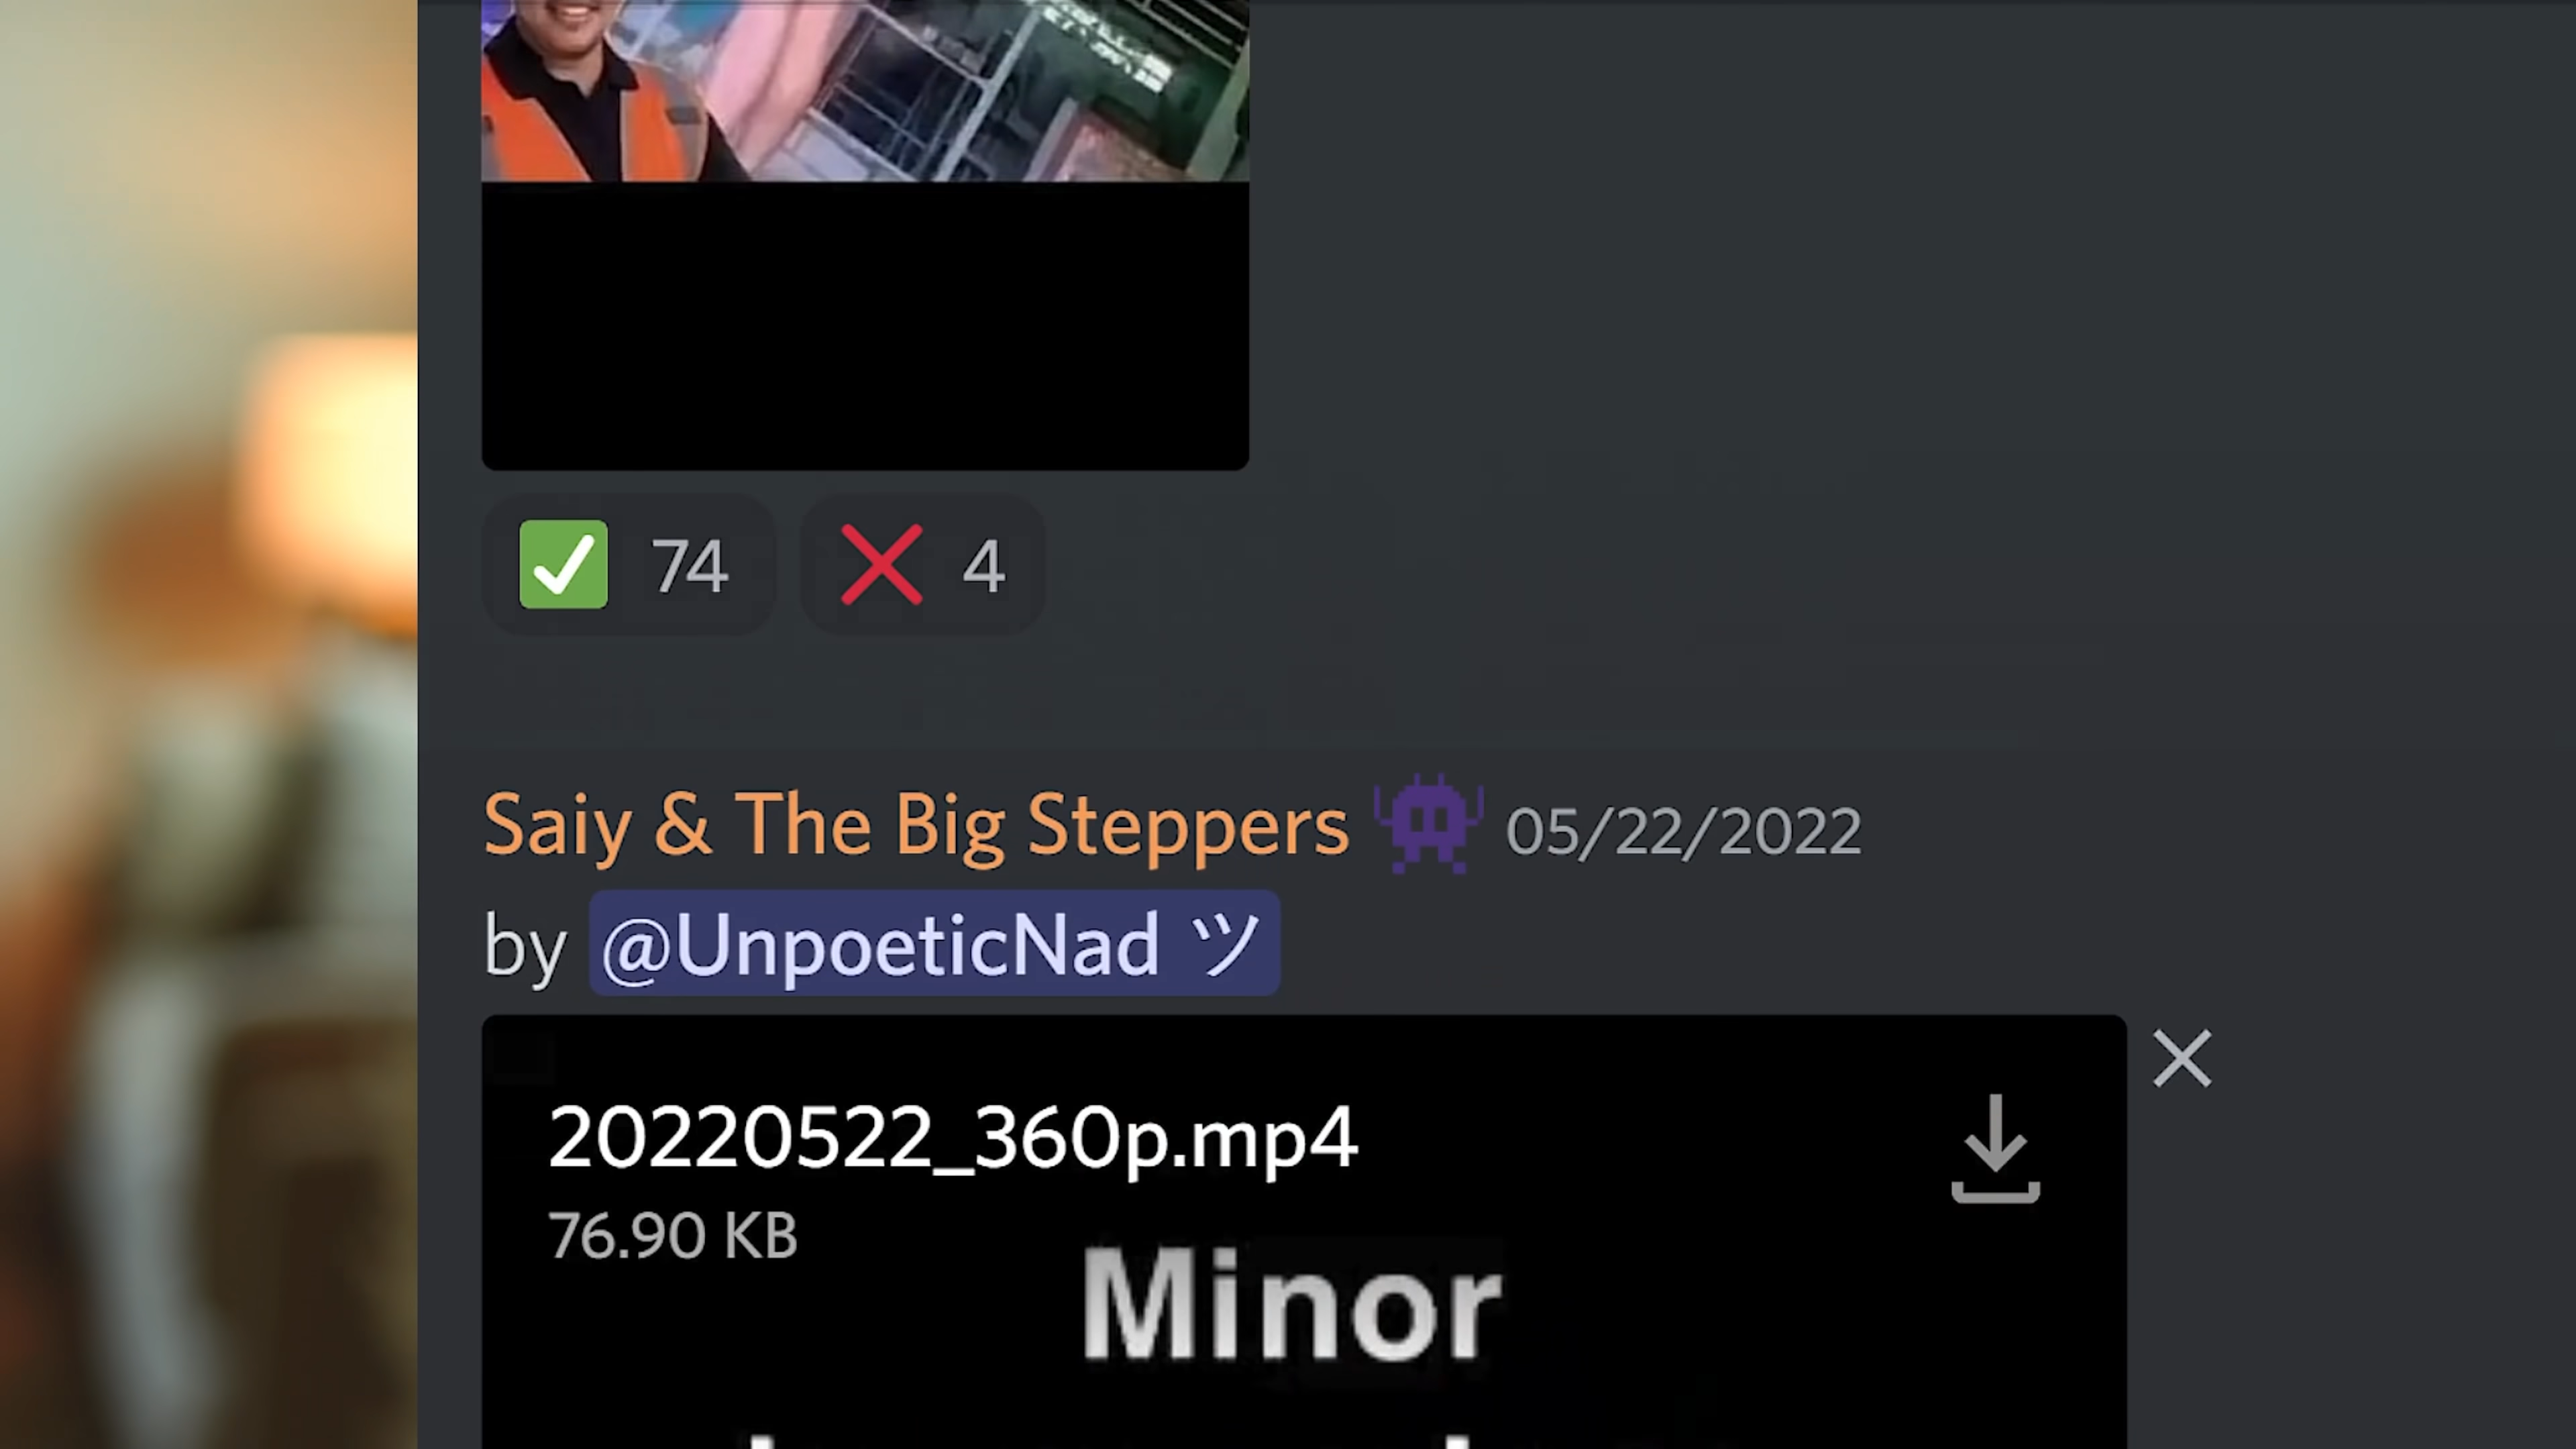 74 4
Saiy & The Big Steppers 05/22/2022
by @UnpoeticNad ツ
20220522_360p.mp4
76.90 KB
Minor